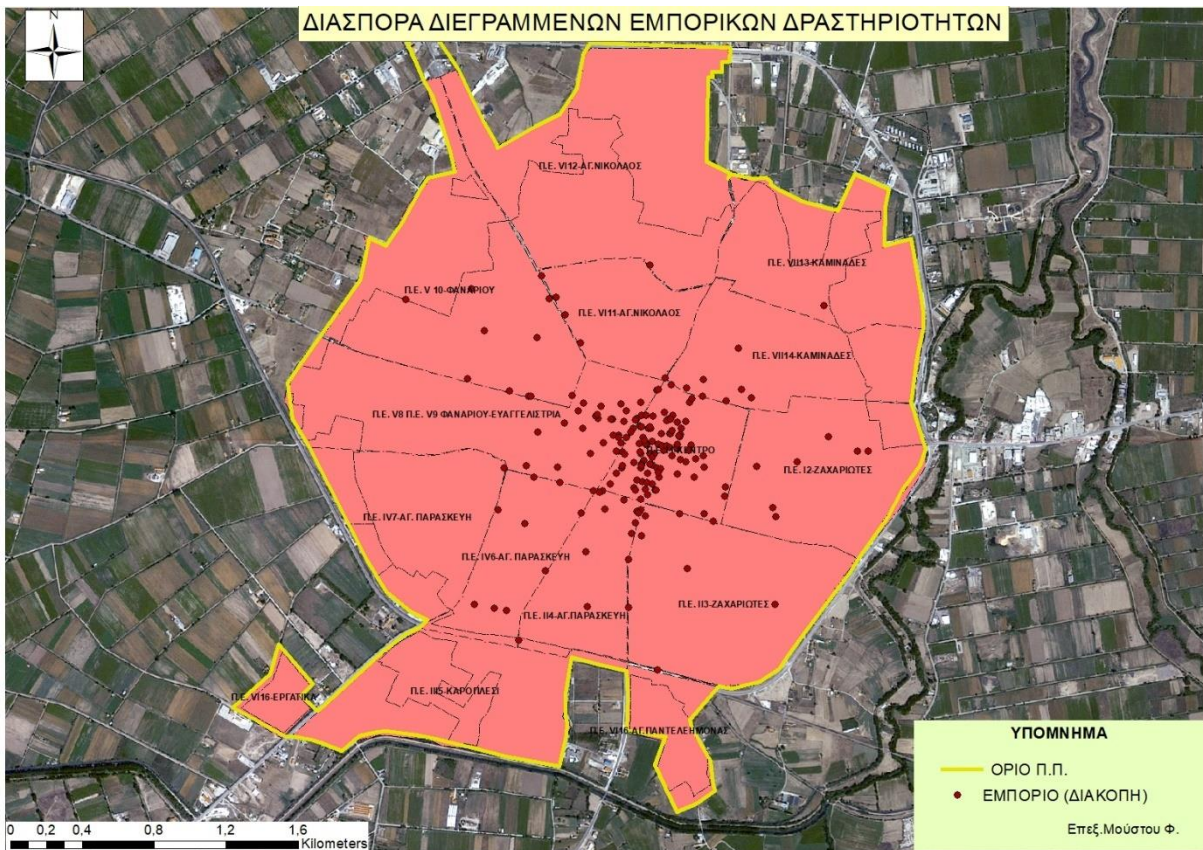 ΔΙΑΣΠΟΡΑ ΔΙΕΓΡΑΜΜΕΝΩΝ ΕΜΠΟΡΙΚΩΝ ΔΡΑΣΤΗΡΙΟΤΗΤΩΝ
N
Π.Ε. VI12-ΑΓ.ΝΙΚΟΛΑΟΣ
Π.Ε. VII13-ΚΑΜΙΝΑΔΕΣ
Π.Ε. V 10-ΦΑΝΑΡΙΟΥ
Π.Ε. VI11-ΑΓ.ΝΙΚΟΛΑΟΣ
Π.Ε. VII14-ΚΑΜΙΝΑΔΕΣ
Π.Ε. V8 Π.Ε. V9 ΦΑΝΑΡΙΟΥ-ΕΥΑΓΓΕΛΙΣΤΡΙΑ
ΚΕΝΤΡΟ
Π.Ε. I2-ΖΑΧΑΡΙΩΤΕΣ
Π.Ε. IV7-ΑΓ. ΠΑΡΑΣΚΕΥΗ
Π.Ε. IV6-ΑΓ. ΠΑΡΑΣΚΕΥΗ
Π.Ε. II4-ΑΓ.ΠΑΡΑΣΚΕΥΗ
Π.Ε. II3-ΖΑΧΑΡΙΩΤΕΣ
Π.Ε. VI16-ΕΡΓΑΤΙΚΑ
Π.Ε. III5-ΚΑΡΟΠΛΕΣΙ
Π.Ε. VI15-ΑΓ.ΠΑΝΤΕΛΕΗΜΟΝΑΣ
ΥΠΟΜΝΗΜΑ
ΟΡΙΟ Π.Π.
ΕΜΠΟΡΙΟ (ΔΙΑΚΟΠΗ)
Επεξ.Μούστου Φ.
0 0,2 0,4 0,8 1,2 1,6
Kilometers